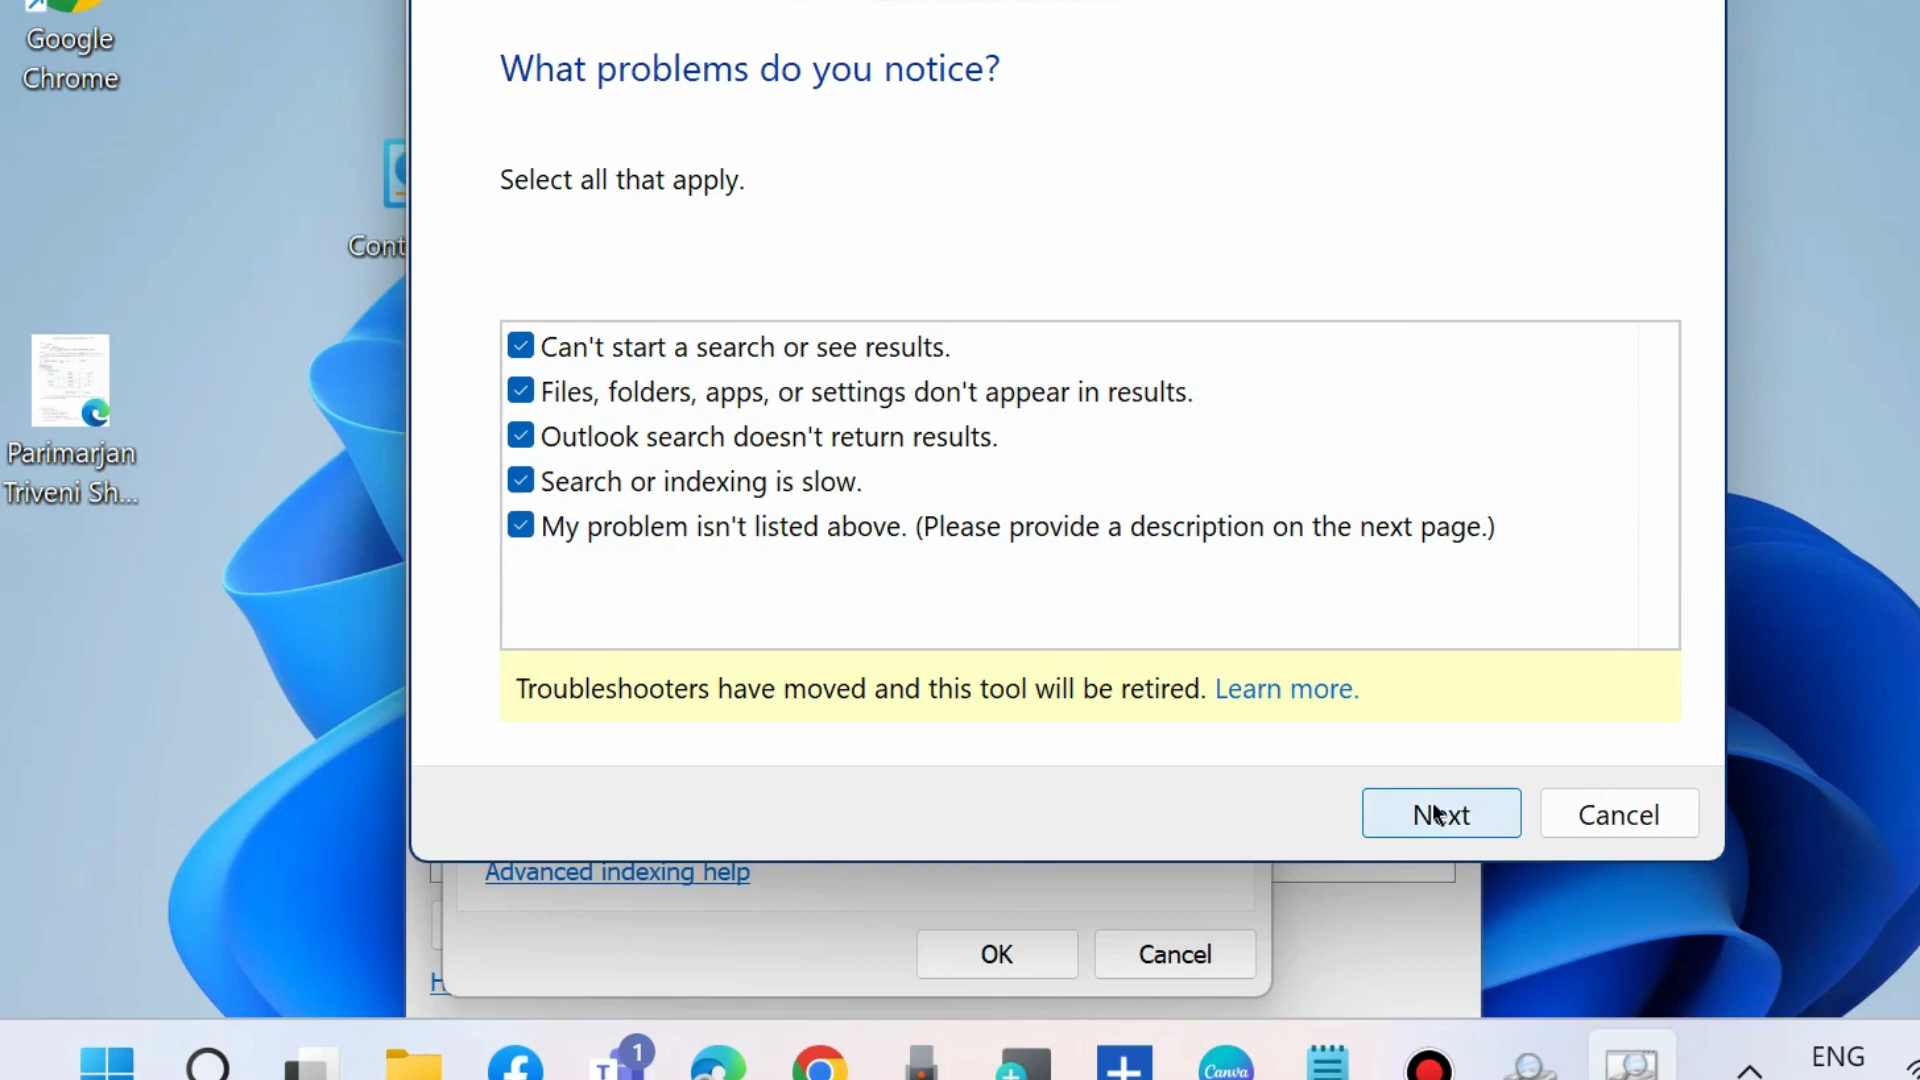 Google
Chrome
What problems do you notice?
Select all that apply.
Cont
Can't start a search or see results.
Files, folders, apps, or settings don't appear in results.
Outlook search doesn't return results.
Search or indexing is slow.
My problem isn't listed above. (Please provide a description on the next page.)
Parimarjan
Triveni Sh...
Troubleshooters have moved and this tool will be retired. Learn more.
Next
Cancel
Advanced indexing help
OK
Cancel
H
1
T
Canva
ENG